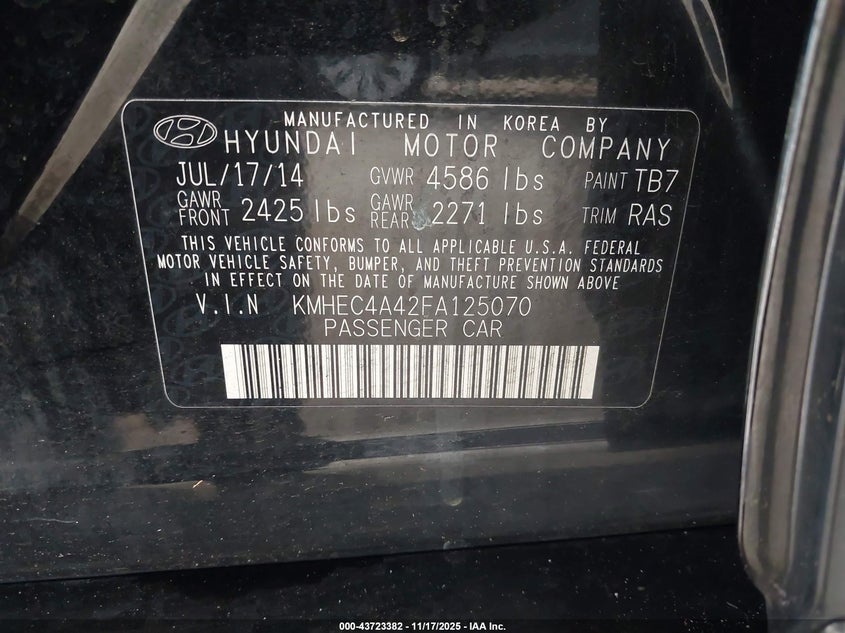 MANUFACTURED IN KOREA BY
HYUNDAI MOTOR COMPANY
JUL/17/14 GVWR 4586 lbs PAINT TB7
GAWR FRONT 2425 lbs GAWR REAR 2271 lbs TRIM RAS
THIS VEHICLE CONFORMS TO ALL APPLICABLE U.S.A. FEDERAL
MOTOR VEHICLE SAFETY, BUMPER, AND THEFT PREVENTION STANDARDS
IN EFFECT ON THE DATE OF MANUFACTURE SHOWN ABOVE
V.I.N KMHEC4A42FA125070
PASSENGER CAR
000-43723382 - 11/17/2025 - IAA Inc.